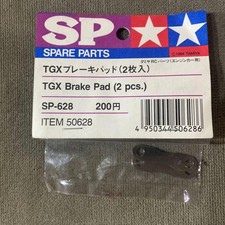 SP
SPARE PARTS
TGXブレーキパッド(2枚入)
TGX Brake Pad (2 pcs.)
SP-628 200円
ITEM 50628
4 950344 506286